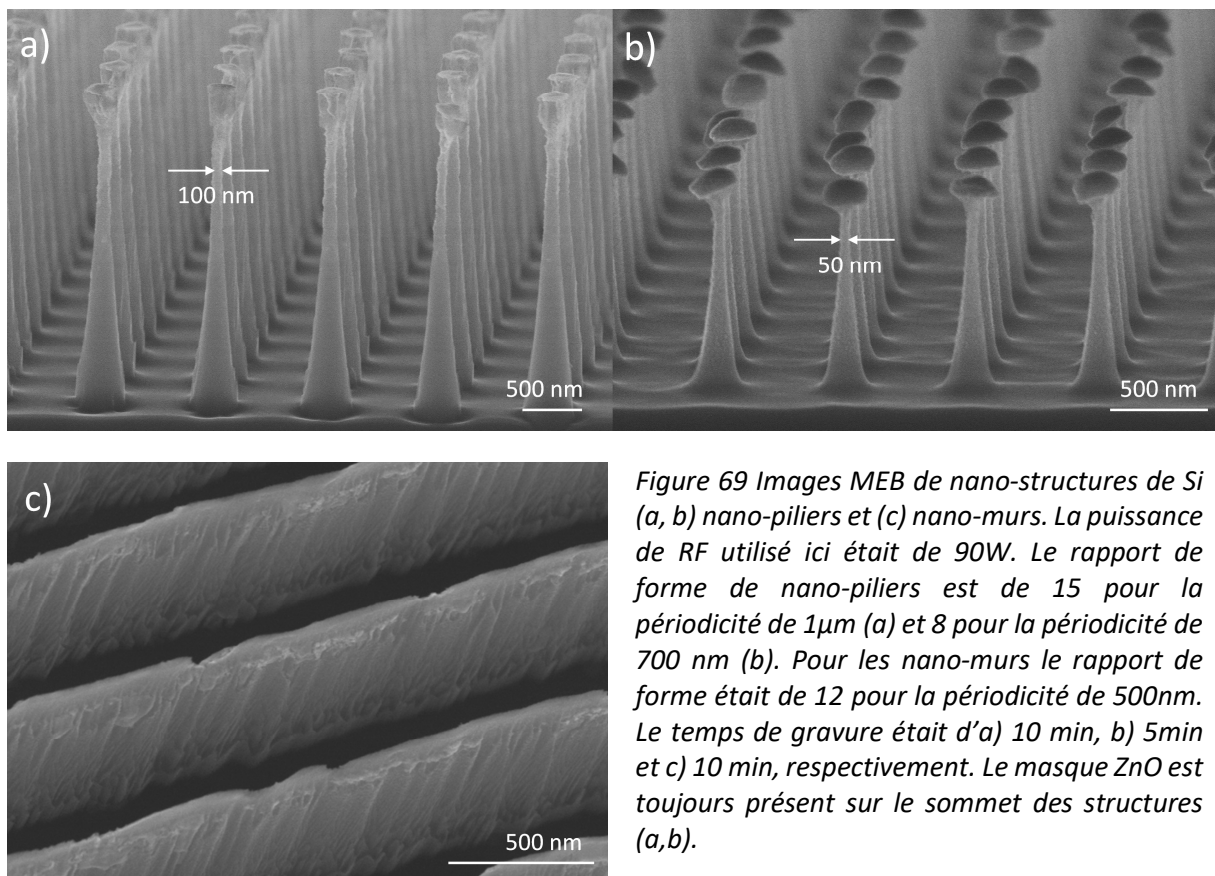 a)
100 nm
500 nm
b)
50 nm
500 nm
c)
500 nm
Figure 69 Images MEB de nano-structures de Si
(a, b) nano-piliers et (c) nano-murs. La puissance
de RF utilisé ici était de 90W. Le rapport de
forme de nano-piliers est de 15 pour la
périodicité de 1µm (a) et 8 pour la périodicité de
700 nm (b). Pour les nano-murs le rapport de
forme était de 12 pour la périodicité de 500nm.
Le temps de gravure était d’a) 10 min, b) 5min
et c) 10 min, respectivement. Le masque ZnO est
toujours présent sur le sommet des structures
(a,b).